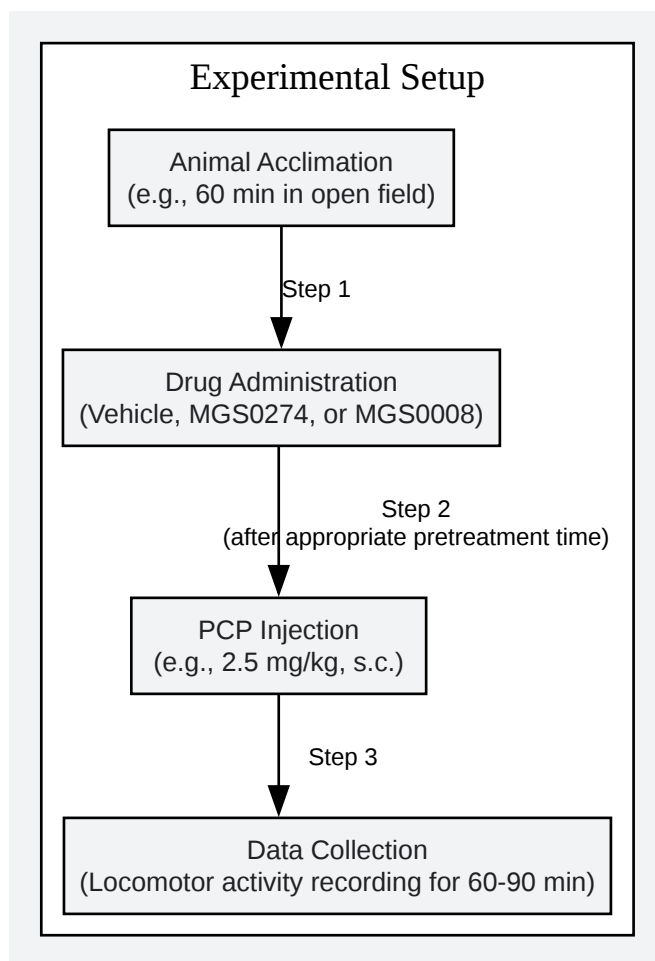 Experimental Setup
Animal Acclimation
(e.g., 60 min in open field)
Step 1
Drug Administration
(Vehicle, MGS0274, or MGS0008)
Step 2
(after appropriate pretreatment time)
PCP Injection
(e.g., 2.5 mg/kg, s.c.)
Step 3
Data Collection
(Locomotor activity recording for 60-90 min)